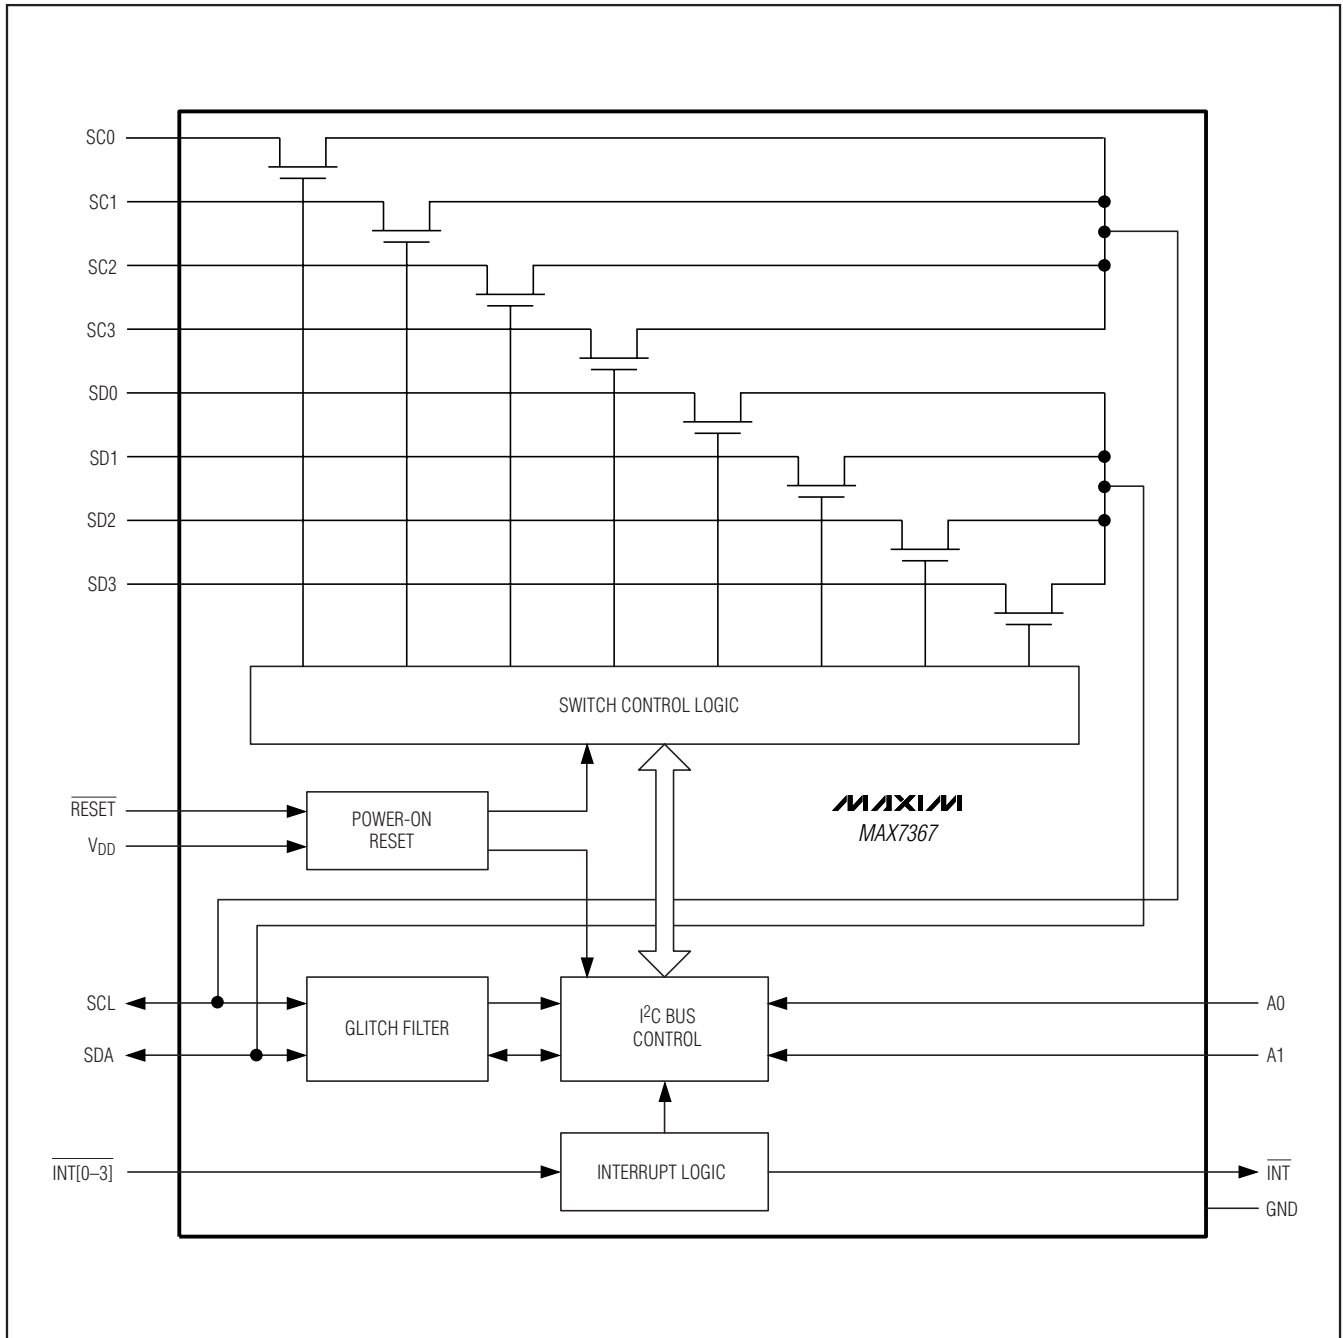 SC0
SC1
SC2
SC3
SD0
SD1
SD2
SD3
SWITCH CONTROL LOGIC
RESET
VDD
POWER-ON
RESET
MAXIM
MAX7367
SCL
SDA
GLITCH FILTER
I²C BUS
CONTROL
A0
A1
INT[0–3]
INTERRUPT LOGIC
INT
GND